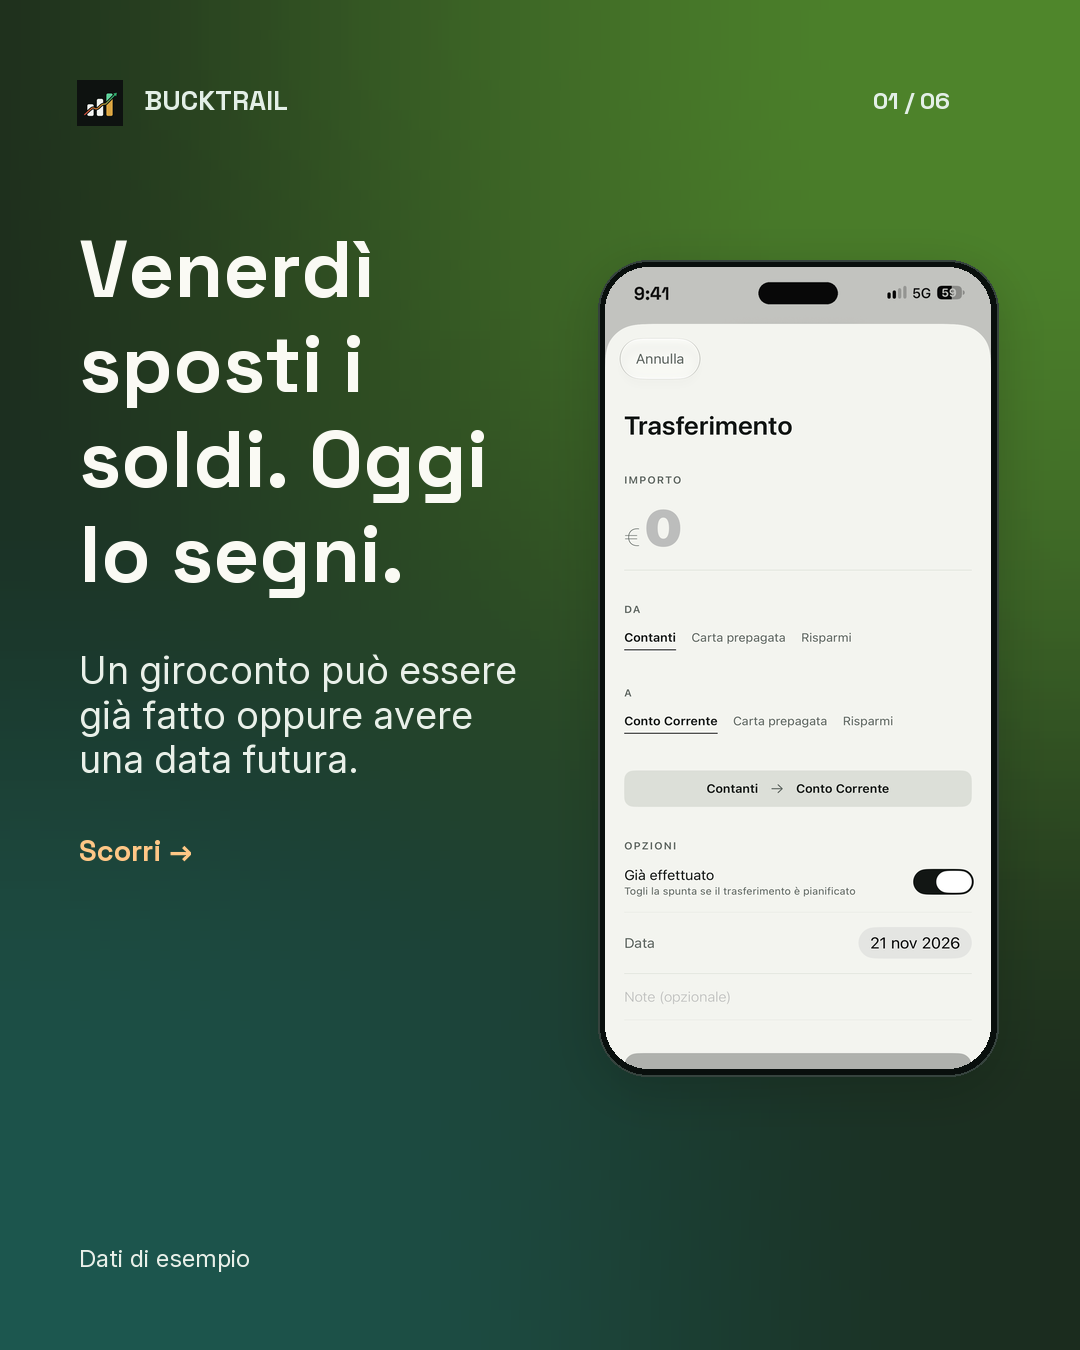 BUCKTRAIL
01 / 06
Venerdì
sposti i
soldi. Oggi
lo segni.
Un giroconto può essere
già fatto oppure avere
una data futura.
Scorri →
9:41
5G 59
Annulla
Trasferimento
IMPORTO
€ 0
DA
Contanti Carta prepagata Risparmi
A
Conto Corrente Carta prepagata Risparmi
Contanti → Conto Corrente
OPZIONI
Già effettuato
Togli la spunta se il trasferimento è pianificato
Data 21 nov 2026
Note (opzionale)
Dati di esempio